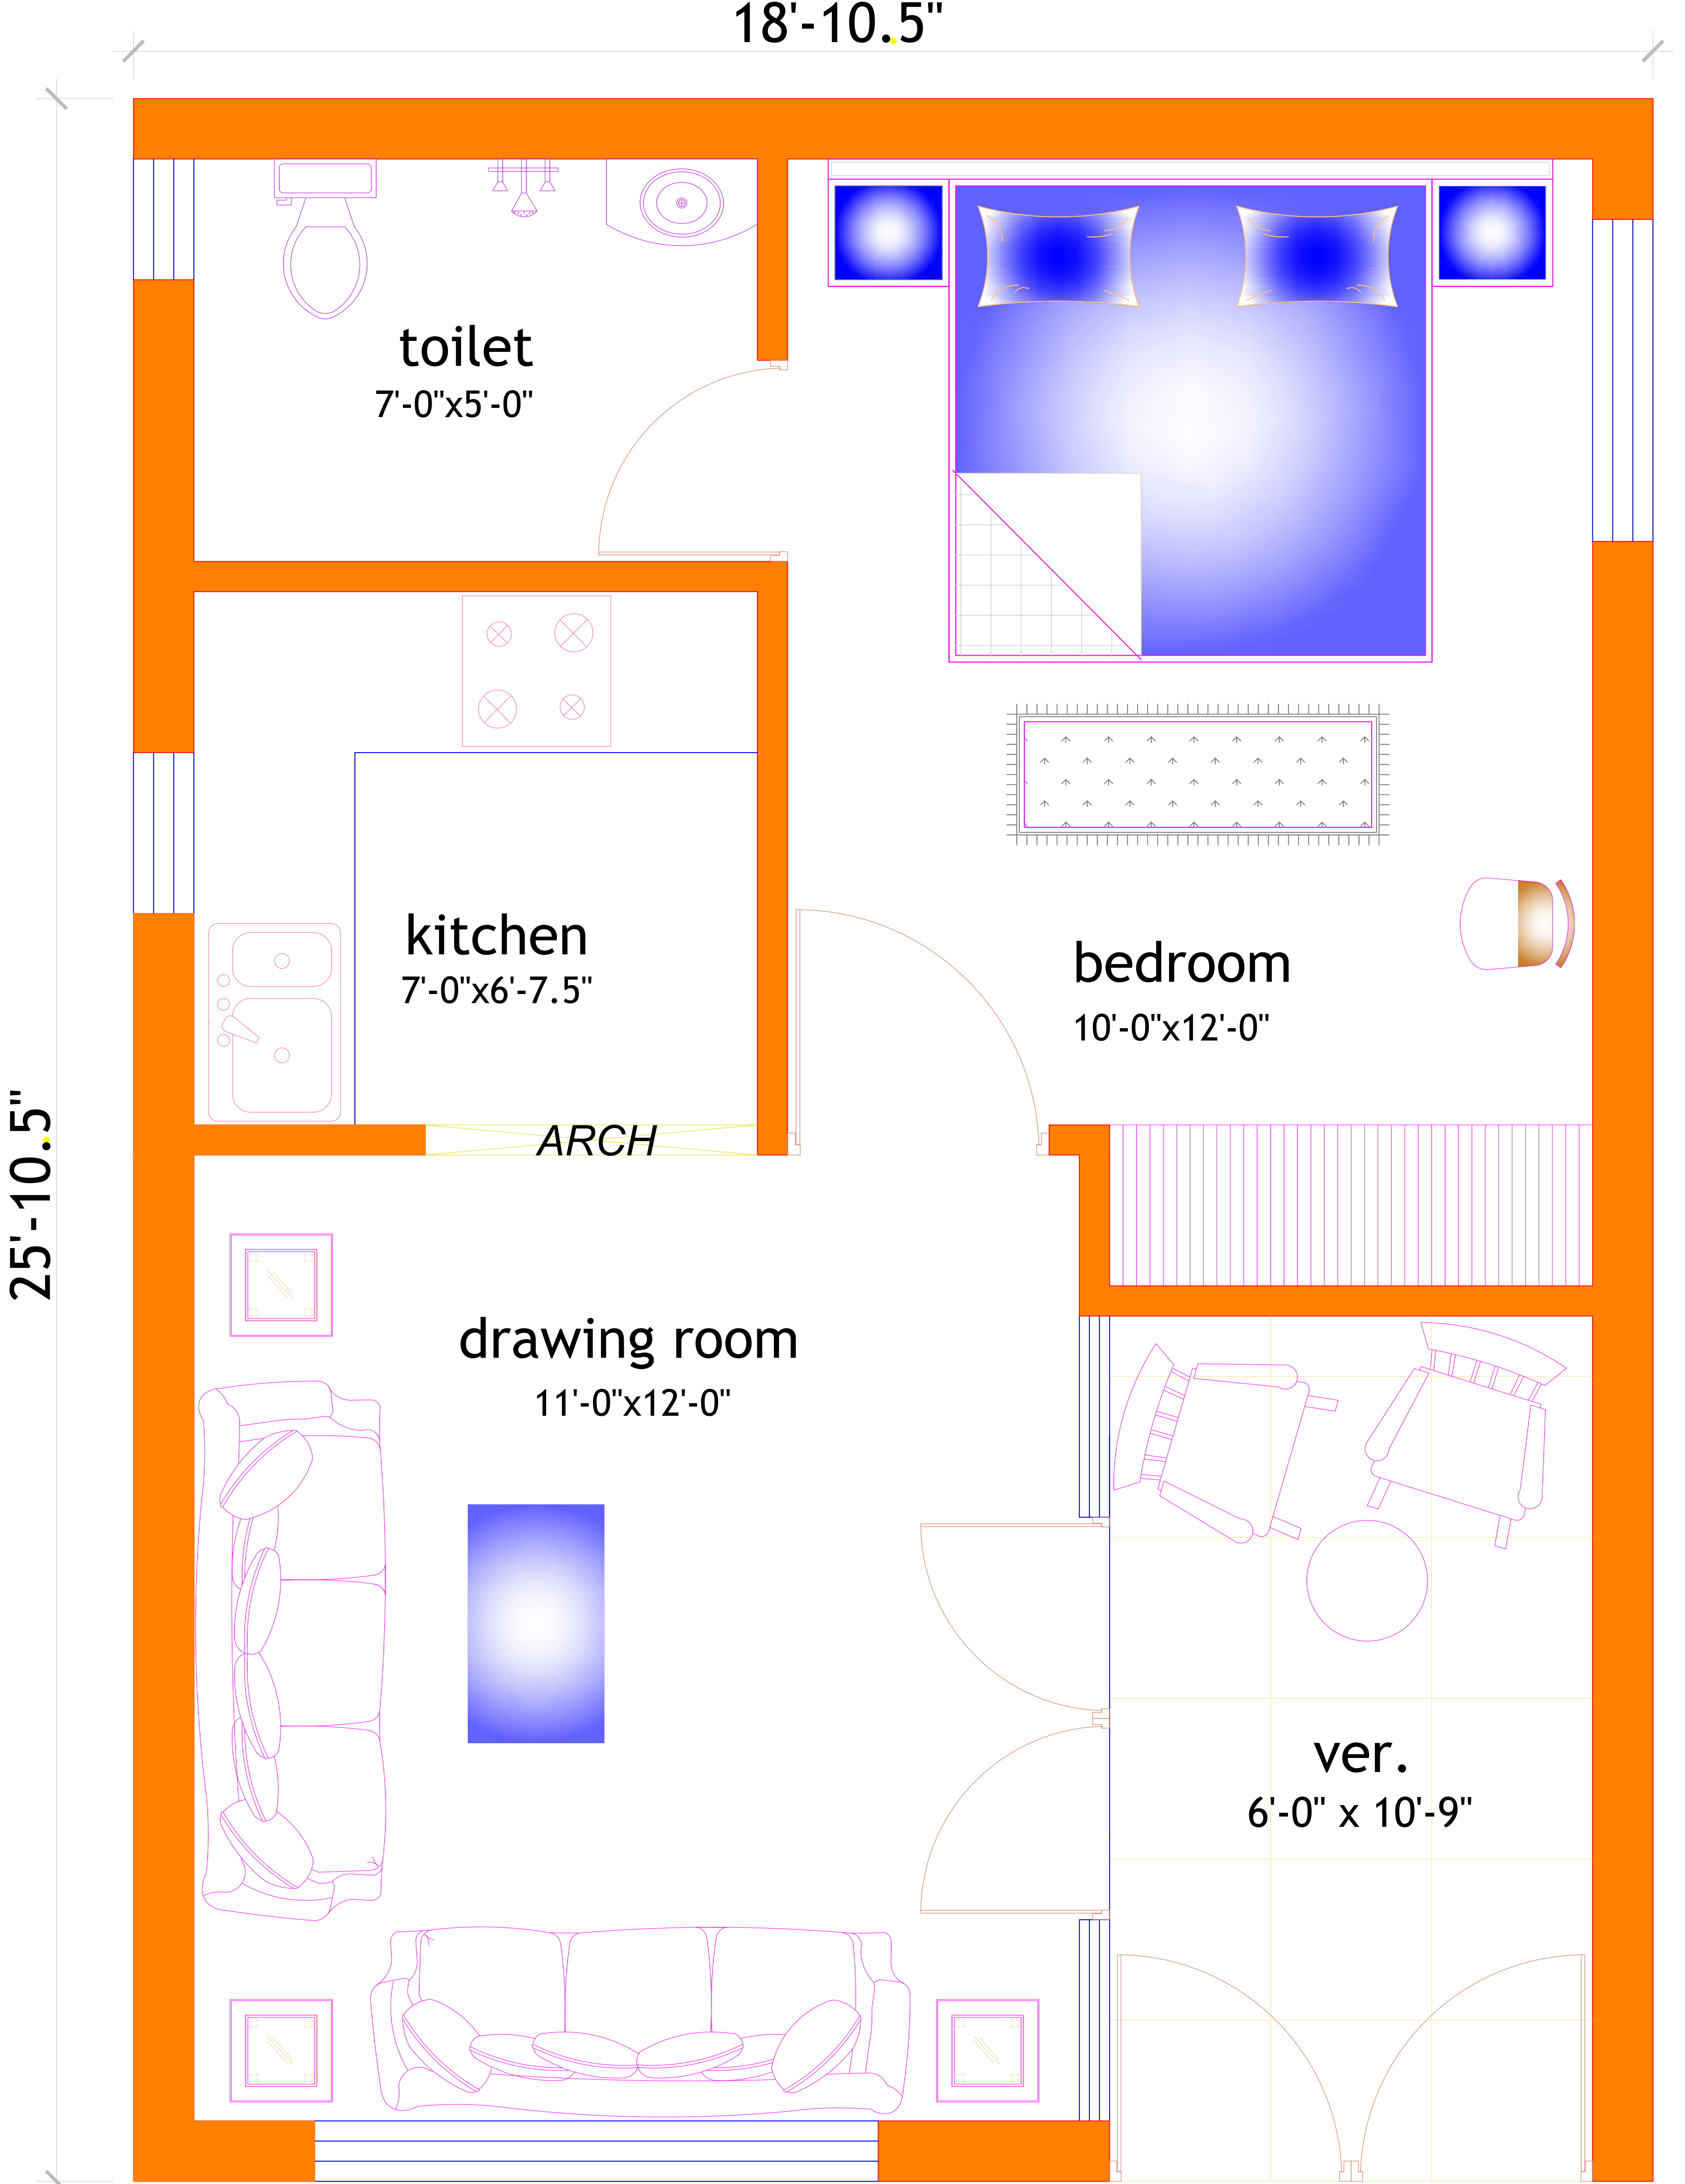 18'-10.5"
toilet
7'-0"x5'-0"
kitchen
7'-0"x6'-7.5"
bedroom
10'-0"x12'-0"
25'-10.5"
ARCH
drawing room
11'-0"x12'-0"
ver.
6'-0" x 10'-9"